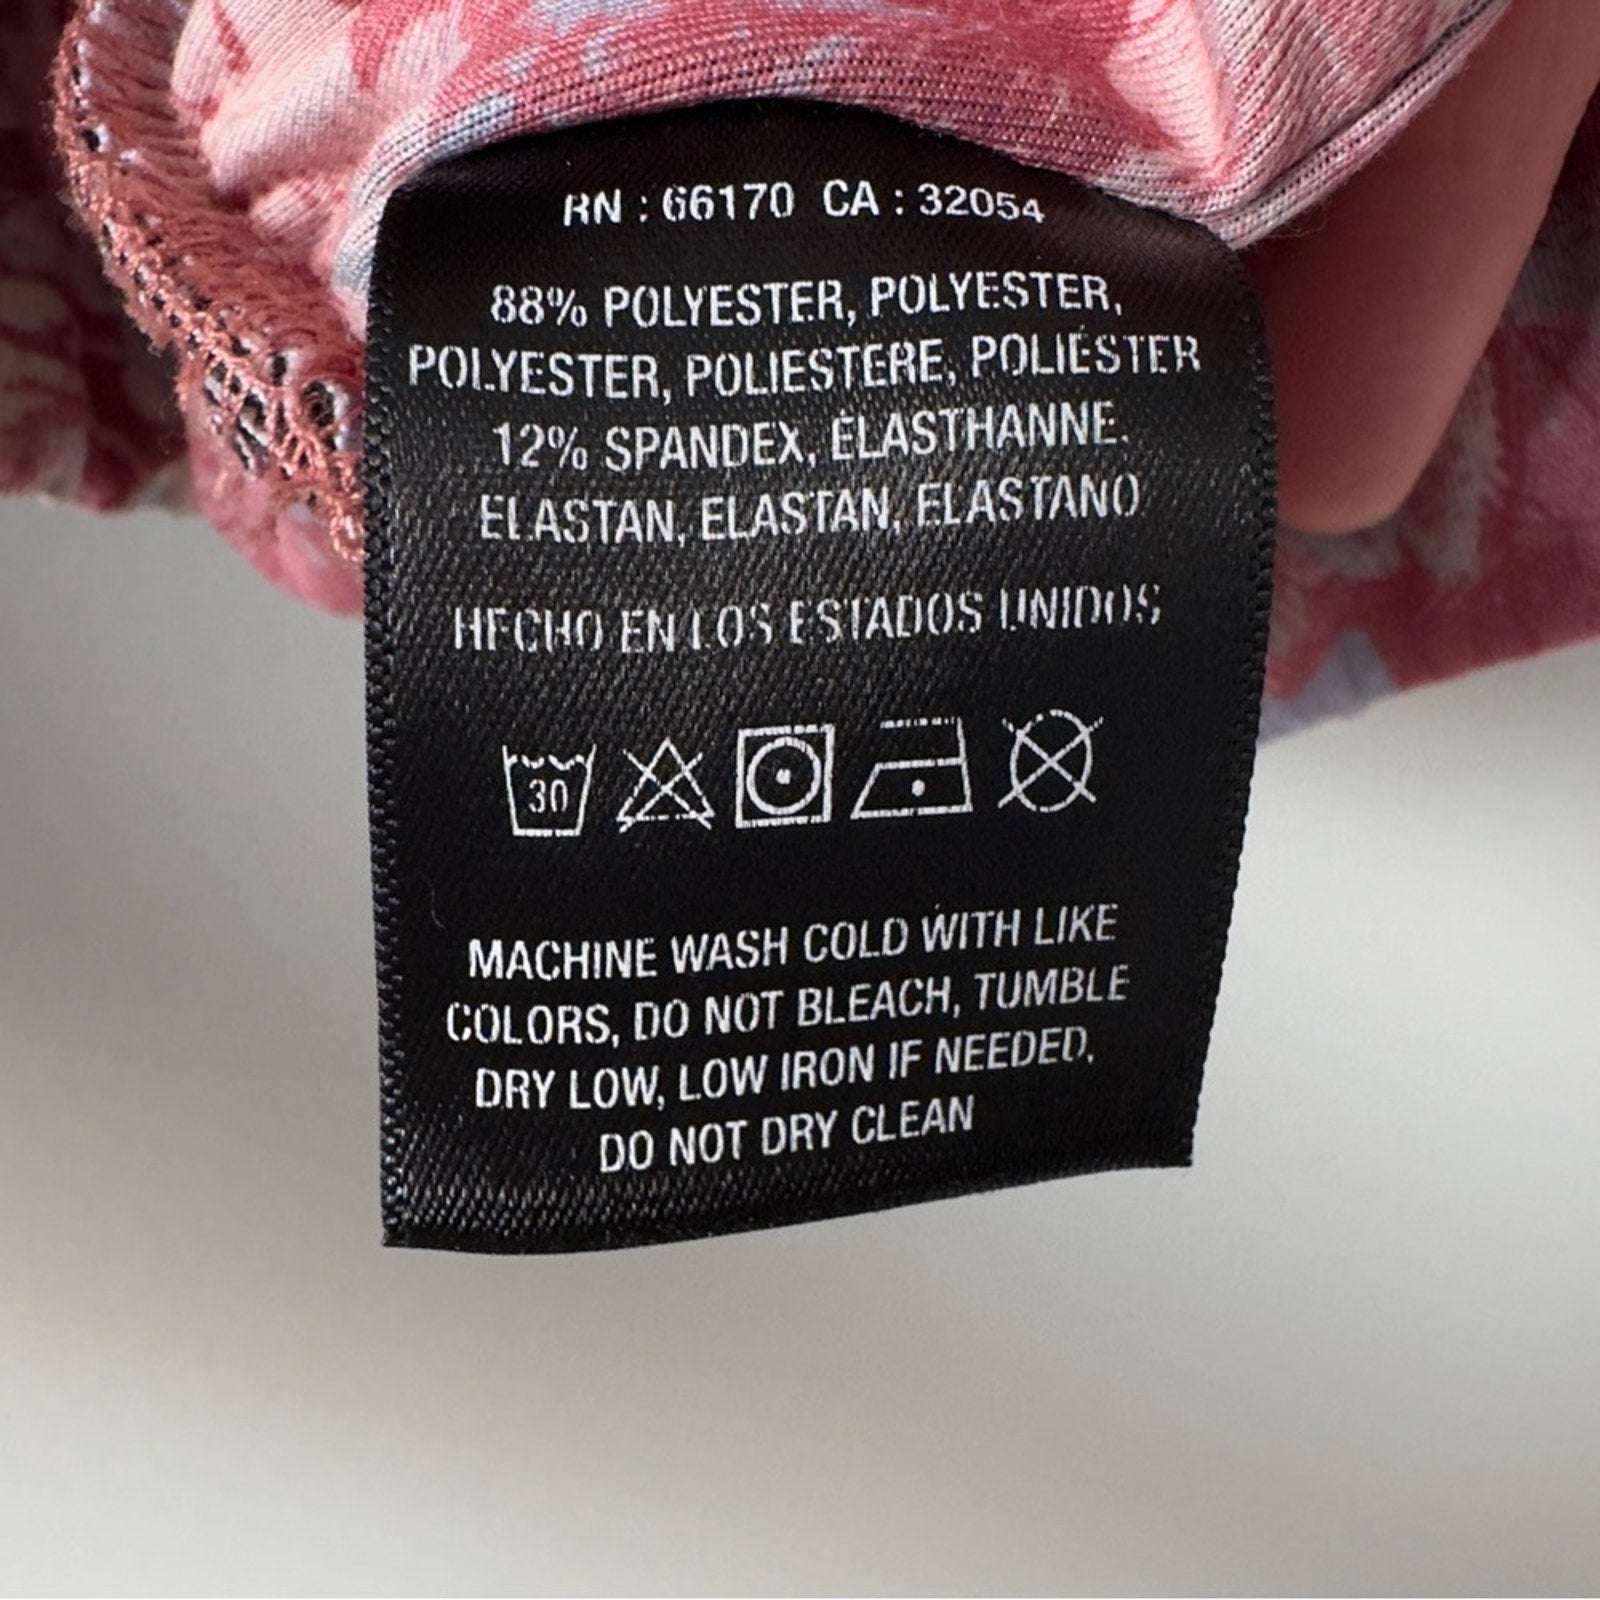 RN : 66170 CA : 32054
88% POLYESTER, POLYESTER,
POLYESTER, POLIESTERE, POLIÉSTER
12% SPANDEX, ÉLASTHANNE,
ELASTAN, ELASTAN, ELASTANO
HECHO EN LOS ESTADOS UNIDOS
30
MACHINE WASH COLD WITH LIKE
COLORS, DO NOT BLEACH, TUMBLE
DRY LOW, LOW IRON IF NEEDED,
DO NOT DRY CLEAN